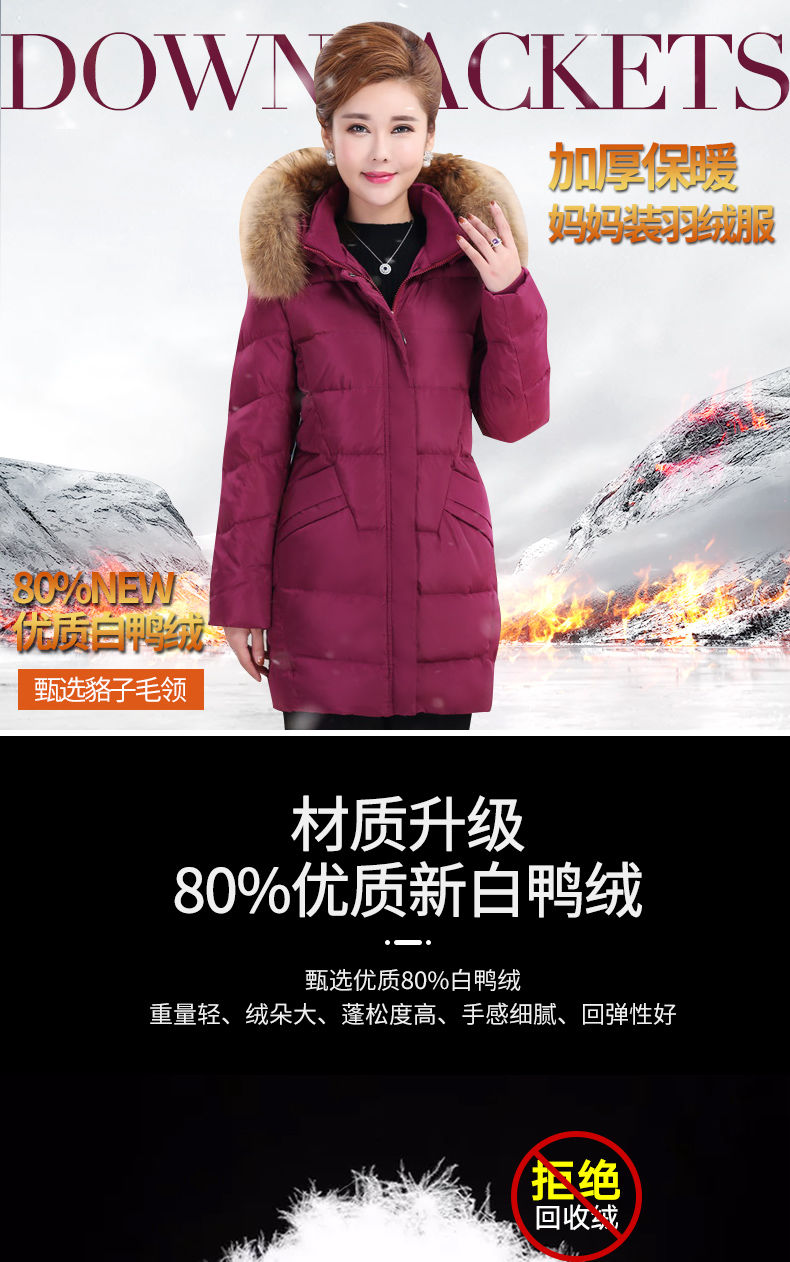 DOWN JACKETS
加厚保暖
妈妈装羽绒服
80%NEW
优质白鸭绒
甄选貉子毛领
材质升级
80%优质新白鸭绒
甄选优质80%白鸭绒
重量轻、绒朵大、蓬松度高、手感细腻、回弹性好
拒绝
回收绒